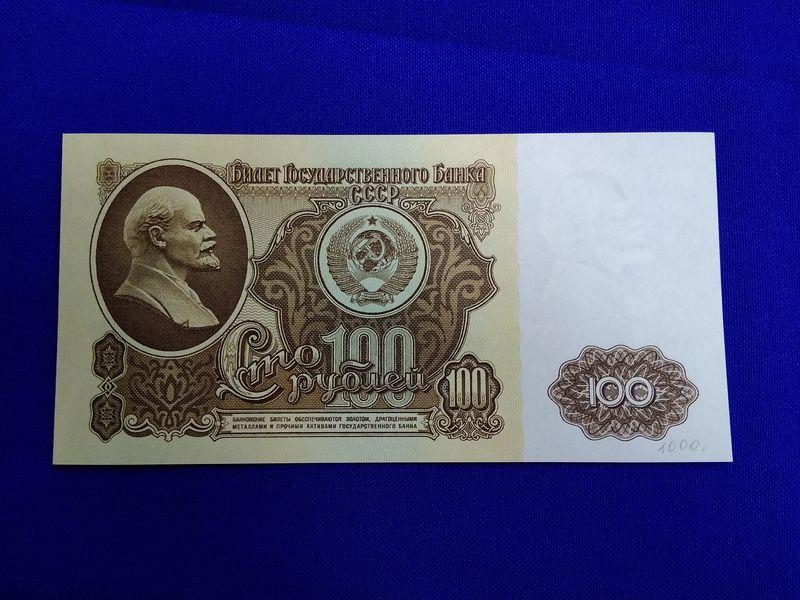 Билет Государственного Банка
СССР
Сто 100
рублей
100
100
БАНКОВСКИЕ БИЛЕТЫ ОБЕСПЕЧИВАЮТСЯ ЗОЛОТОМ, ДРАГОЦЕННЫМИ
МЕТАЛЛАМИ И ПРОЧИМИ АКТИВАМИ ГОСУДАРСТВЕННОГО БАНКА
1000,